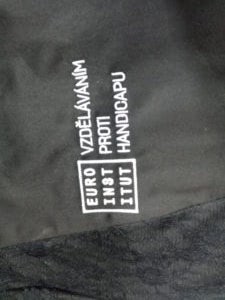 EURO
INST
ITUT
VZDĚLÁVÁNÍM
PROTI
HANDICAPU